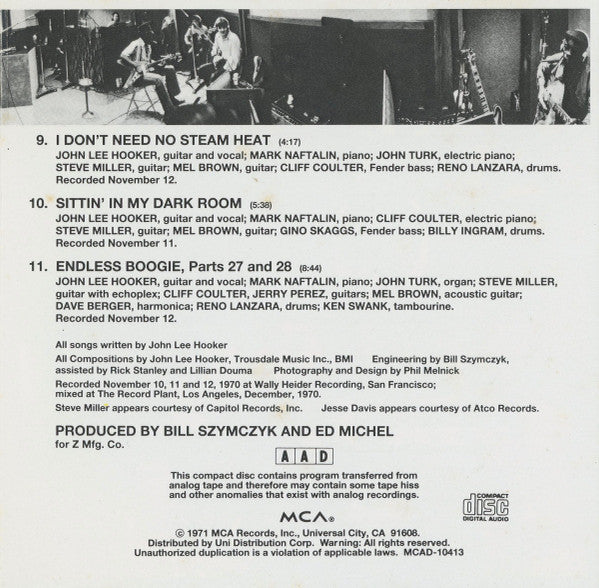 9. I DON'T NEED NO STEAM HEAT (4:17)
JOHN LEE HOOKER, guitar and vocal; MARK NAFTALIN, piano; JOHN TURK, electric piano;
STEVE MILLER, guitar; MEL BROWN, guitar; CLIFF COULTER, Fender bass; RENO LANZARA, drums.
Recorded November 12.
10. SITTIN' IN MY DARK ROOM (5:38)
JOHN LEE HOOKER, guitar and vocal; MARK NAFTALIN, piano; CLIFF COULTER, electric piano;
STEVE MILLER, guitar; MEL BROWN, guitar; GINO SKAGGS, Fender bass; BILLY INGRAM, drums.
Recorded November 11.
11. ENDLESS BOOGIE, Parts 27 and 28 (8:44)
JOHN LEE HOOKER, guitar and vocal; MARK NAFTALIN, piano; JOHN TURK, organ; STEVE MILLER,
guitar with echoplex; CLIFF COULTER, JERRY PEREZ, guitars; MEL BROWN, acoustic guitar;
DAVE BERGER, harmonica; RENO LANZARA, drums; KEN SWANK, tambourine.
Recorded November 12.
All songs written by John Lee Hooker
All Compositions by John Lee Hooker, Trousdale Music Inc., BMI Engineering by Bill Szymczyk,
assisted by Rick Stanley and Lillian Douma Photography and Design by Phil Melnick
Recorded November 10, 11 and 12, 1970 at Wally Heider Recording, San Francisco;
mixed at The Record Plant, Los Angeles, December, 1970.
Steve Miller appears courtesy of Capitol Records, Inc. Jesse Davis appears courtesy of Atco Records.
PRODUCED BY BILL SZYMCZYK AND ED MICHEL
for Z Mfg. Co.
A A D
This compact disc contains program transferred from
analog tape and therefore may contain some tape hiss
and other anomalies that exist with analog recordings.
COMPACT
disc
DIGITAL AUDIO
MCA®
© 1971 MCA Records, Inc., Universal City, CA 91608.
Distributed by Uni Distribution Corp. Warning: All rights reserved.
Unauthorized duplication is a violation of applicable laws. MCAD-10413